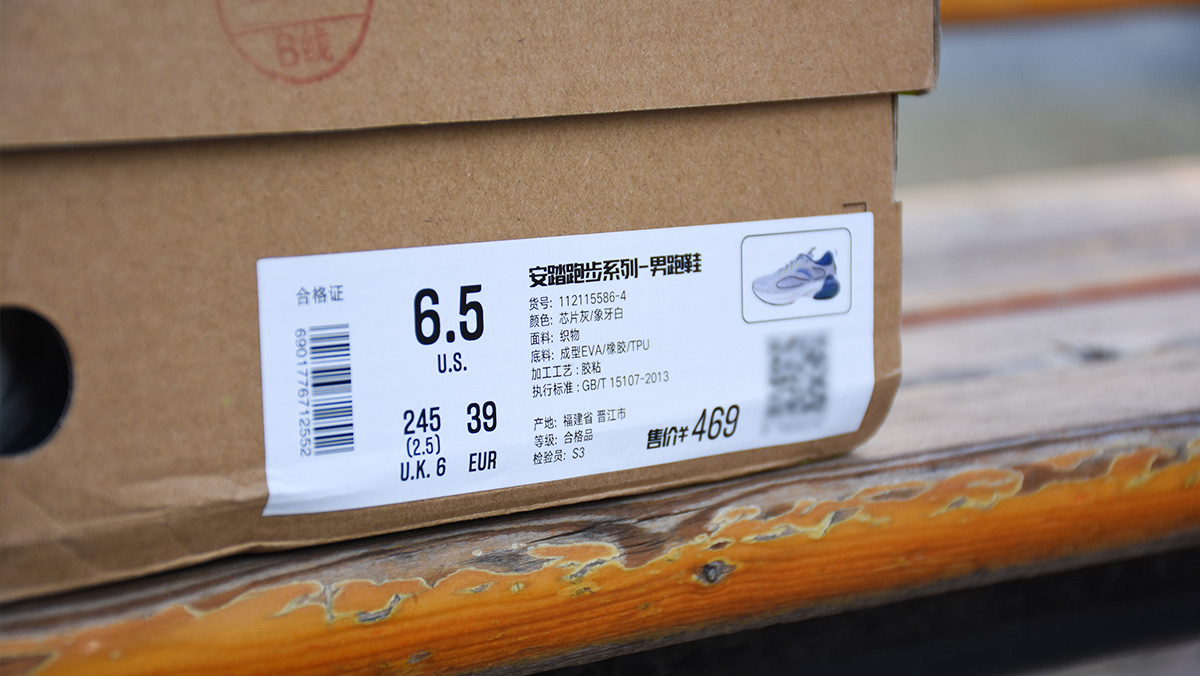 B线
合格证
6901776712552
6.5
U.S.
245
(2.5)
U.K. 6
39
EUR
安踏跑步系列-男跑鞋
货号: 112115586-4
颜色: 芯片灰/象牙白
面料: 织物
底料: 成型EVA/橡胶/TPU
加工工艺: 胶粘
执行标准: GB/T 15107-2013
产地: 福建省 晋江市
等级: 合格品
检验员: S3
售价¥469